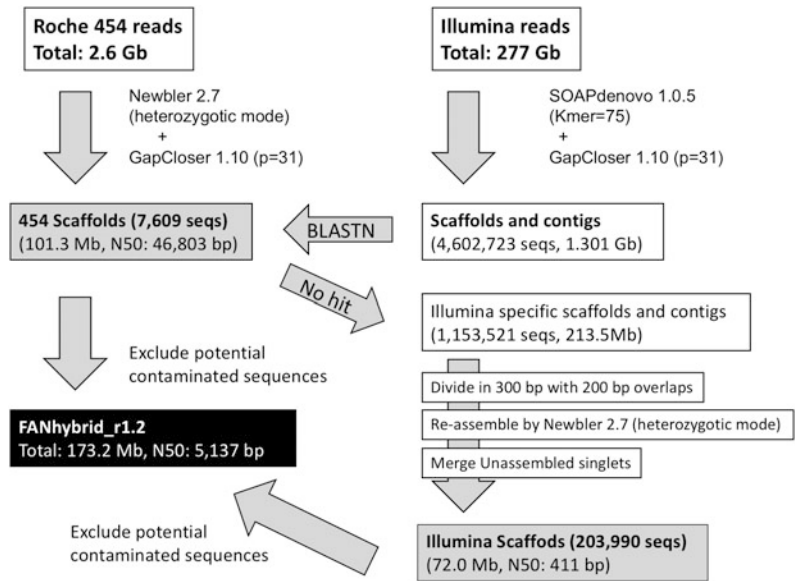 Roche 454 reads
Total: 2.6 Gb
Illumina reads
Total: 277 Gb
Newbler 2.7
(heterozygotic mode)
+
GapCloser 1.10 (p=31)
SOAPdenovo 1.0.5
(Kmer=75)
+
GapCloser 1.10 (p=31)
454 Scaffolds (7,609 seqs)
(101.3 Mb, N50: 46,803 bp)
BLASTN
Scaffolds and contigs
(4,602,723 seqs, 1.301 Gb)
No hit
Illumina specific scaffolds and contigs
(1,153,521 seqs, 213.5Mb)
Exclude potential
contaminated sequences
Divide in 300 bp with 200 bp overlaps
Re-assemble by Newbler 2.7 (heterozygotic mode)
Merge Unassembled singlets
FANhybrid_r1.2
Total: 173.2 Mb, N50: 5,137 bp
Exclude potential
contaminated sequences
Illumina Scaffods (203,990 seqs)
(72.0 Mb, N50: 411 bp)